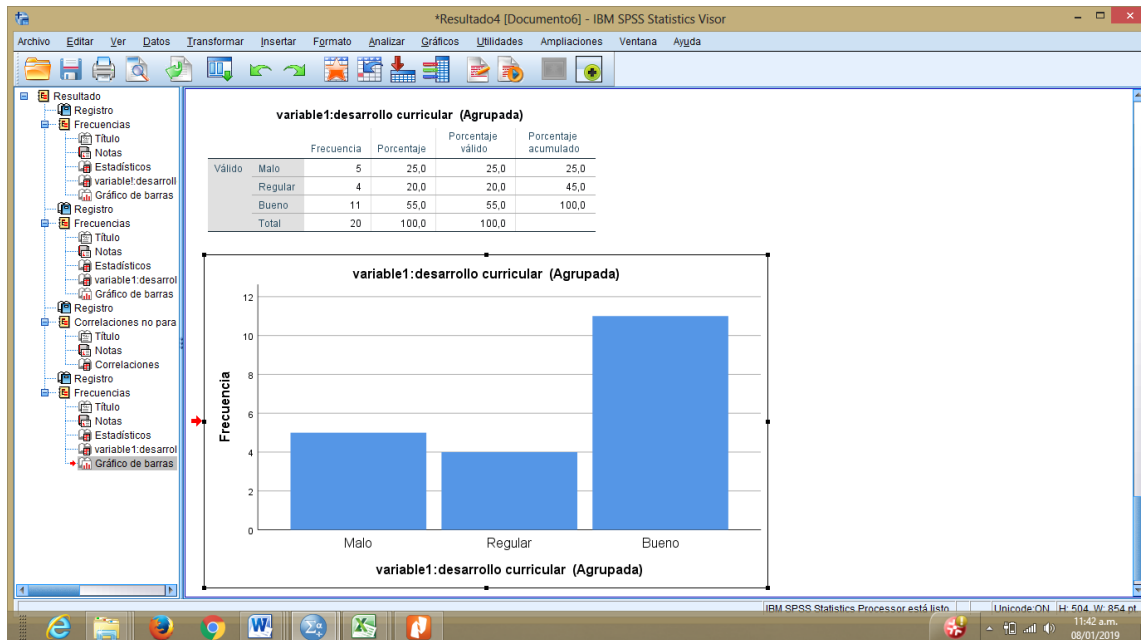 *Resultado4 [Documento6] - IBM SPSS Statistics Visor
Archivo Editar Ver Datos Transformar Insertar Formato Analizar Gráficos Utilidades Ampliaciones Ventana Ayuda
Resultado
Registro
Frecuencias
Título
Notas
Estadísticos
variable!:desarroll
Gráfico de barras
Registro
Frecuencias
Título
Notas
Estadísticos
variable1:desarrol
Gráfico de barras
Registro
Correlaciones no para
Título
Notas
Correlaciones
Registro
Frecuencias
Título
Notas
Estadísticos
variable1:desarrol
Gráfico de barras
variable1:desarrollo curricular (Agrupada)
Frecuencia Porcentaje Porcentaje válido Porcentaje acumulado
Válido Malo 5 25,0 25,0 25,0
Regular 4 20,0 20,0 45,0
Bueno 11 55,0 55,0 100,0
Total 20 100,0 100,0
variable1:desarrollo curricular (Agrupada)
Frecuencia
12
10
8
6
4
2
0
Malo Regular Bueno
variable1:desarrollo curricular (Agrupada)
IBM SPSS Statistics Processor está listo Unicode:ON H: 504, W: 854 pt
11:42 a.m.
08/01/2019